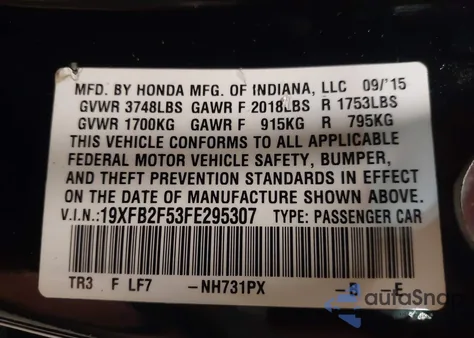 MFD. BY HONDA MFG. OF INDIANA, LLC 09/'15
GVWR 3748LBS GAWR F 2018LBS R 1753LBS
GVWR 1700KG GAWR F 915KG R 795KG
THIS VEHICLE CONFORMS TO ALL APPLICABLE
FEDERAL MOTOR VEHICLE SAFETY, BUMPER,
AND THEFT PREVENTION STANDARDS IN EFFECT
ON THE DATE OF MANUFACTURE SHOWN ABOVE.
V.I.N.:19XFB2F53FE295307 TYPE: PASSENGER CAR
TR3 F LF7 -NH731PX -B -E
autoSnap